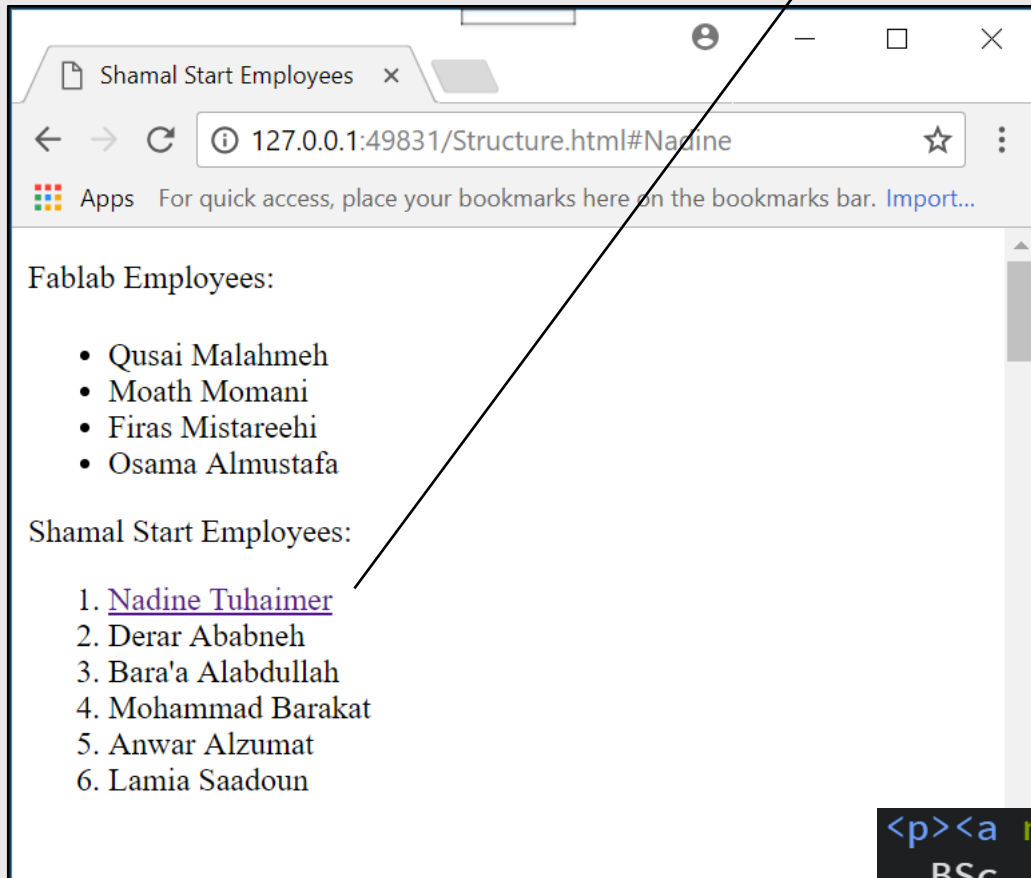 Shamal Start Employees
127.0.0.1:49831/Structure.html#Nadine
Apps For quick access, place your bookmarks here on the bookmarks bar. Import...
Fablab Employees:
• Qusai Malahmeh
• Moath Momani
• Firas Mistareehi
• Osama Almustafa
Shamal Start Employees:
1. Nadine Tuhaimer
2. Derar Ababneh
3. Bara'a Alabdullah
4. Mohammad Barakat
5. Anwar Alzumat
6. Lamia Saadoun
<p><a
BSc